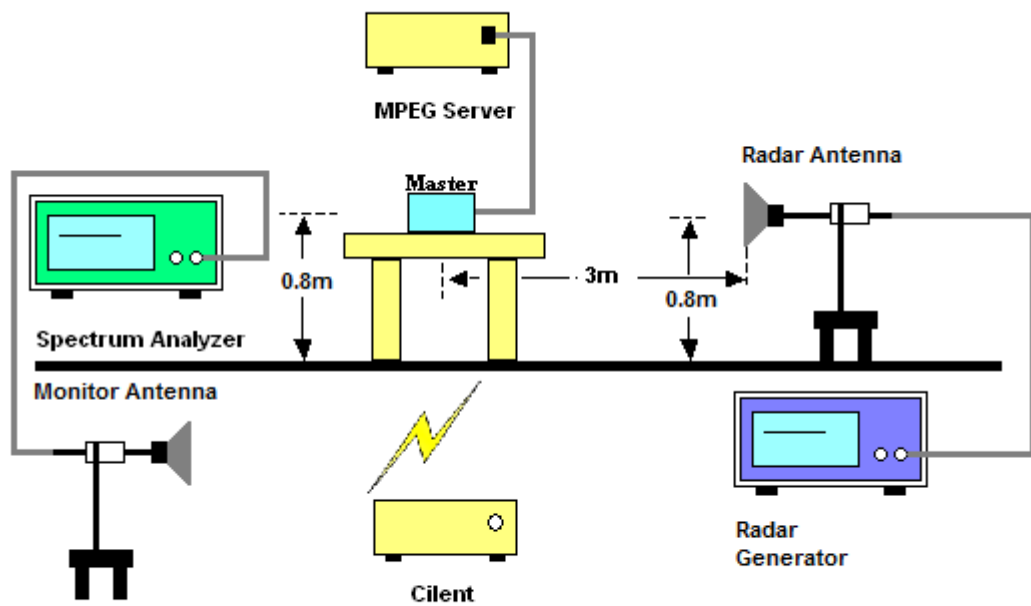 MPEG Server
Radar Antenna
Master
0.8m
3m
0.8m
Spectrum Analyzer
Monitor Antenna
Radar
Generator
Cilent